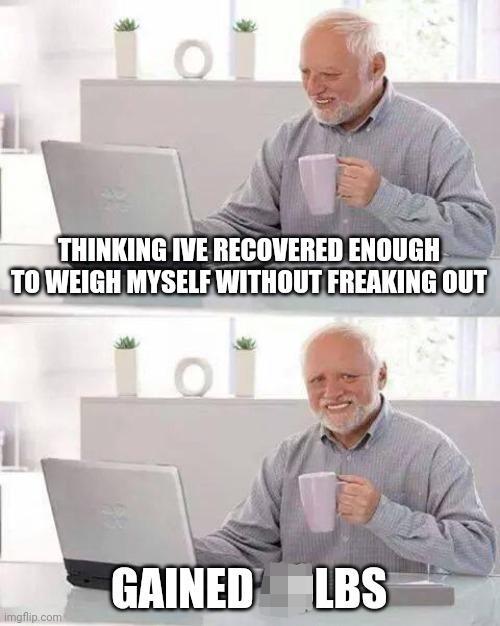 THINKING IVE RECOVERED ENOUGH
TO WEIGH MYSELF WITHOUT FREAKING OUT
GAINED LBS
imgflip.com